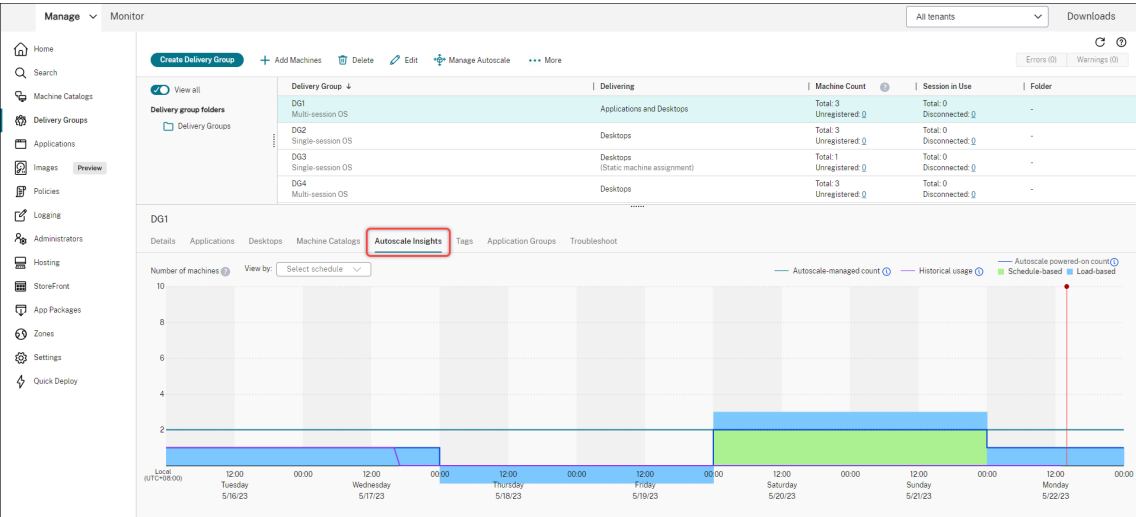 Manage Monitor All tenants Downloads
Home
Search
Machine Catalogs
Delivery Groups
Applications
Images Preview
Policies
Logging
Administrators
Hosting
StoreFront
App Packages
Zones
Settings
Quick Deploy
Create Delivery Group Add Machines Delete Edit Manage Autoscale ••• More Errors (0) Warnings (0)
View all
Delivery group folders
Delivery Groups
Delivery Group ↓ Delivering Machine Count Session in Use Folder
DG1 Applications and Desktops Total: 3 Total: 0 -
Multi-session OS Unregistered: 0 Disconnected: 0
DG2 Desktops Total: 3 Total: 0 -
Single-session OS Unregistered: 0 Disconnected: 0
DG3 Desktops Total: 1 Total: 0 -
Single-session OS (Static machine assignment) Unregistered: 0 Disconnected: 0
DG4 Desktops Total: 3 Total: 0 -
Multi-session OS Unregistered: 0 Disconnected: 0
DG1
Details Applications Desktops Machine Catalogs Autoscale Insights Tags Application Groups Troubleshoot
Number of machines View by: Select schedule Autoscale-managed count Historical usage Autoscale powered-on count
Schedule-based Load-based
10
8
6
4
2
Local 12:00 00:00 12:00 00:00 12:00 00:00 12:00 00:00 12:00 00:00 12:00 00:00 12:00 00:00
(UTC+08:00) Tuesday Wednesday Thursday Friday Saturday Sunday Monday
5/16/23 5/17/23 5/18/23 5/19/23 5/20/23 5/21/23 5/22/23